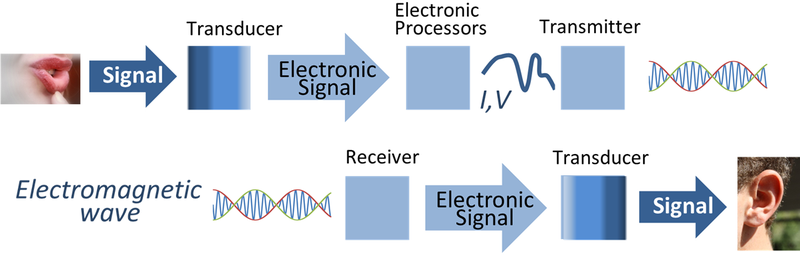 Transducer
Electronic
Processors
Transmitter
Signal
Electronic
Signal
I,V
Receiver
Transducer
Electromagnetic
wave
Electronic
Signal
Signal